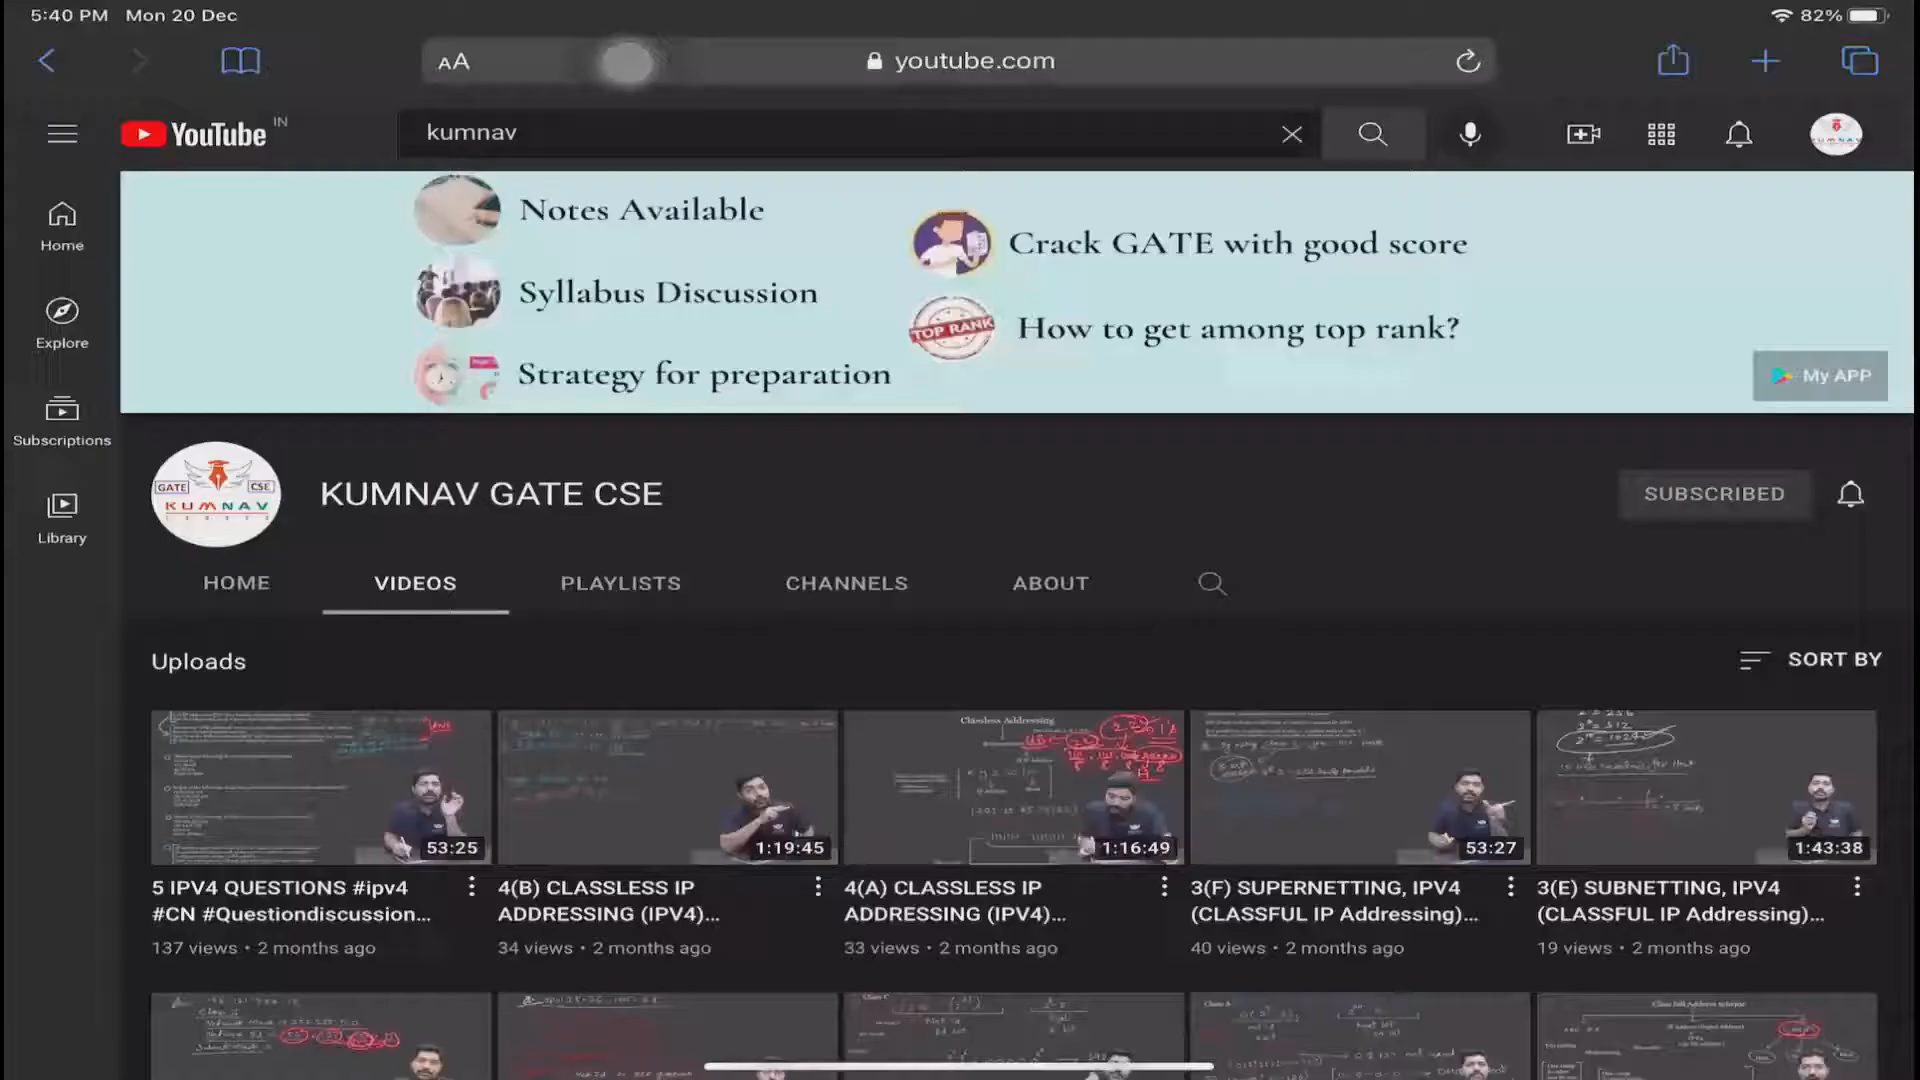 5:40 PM Mon 20 Dec
82%
AA
youtube.com
YouTube IN
kumnav
Home
Explore
Subscriptions
Library
Notes Available
Syllabus Discussion
Strategy for preparation
Crack GATE with good score
TOP RANK
How to get among top rank?
My APP
GATE CSE
KUMNAV
KUMNAV GATE CSE
SUBSCRIBED
HOME VIDEOS PLAYLISTS CHANNELS ABOUT
Uploads
SORT BY
Classless Addressing
53:25
1:19:45
1:16:49
53:27
1:43:38
5 IPV4 QUESTIONS #ipv4
#CN #Questiondiscussion...
137 views • 2 months ago
4(B) CLASSLESS IP
ADDRESSING (IPV4)...
34 views • 2 months ago
4(A) CLASSLESS IP
ADDRESSING (IPV4)...
33 views • 2 months ago
3(F) SUPERNETTING, IPV4
(CLASSFUL IP Addressing)...
40 views • 2 months ago
3(E) SUBNETTING, IPV4
(CLASSFUL IP Addressing)...
19 views • 2 months ago